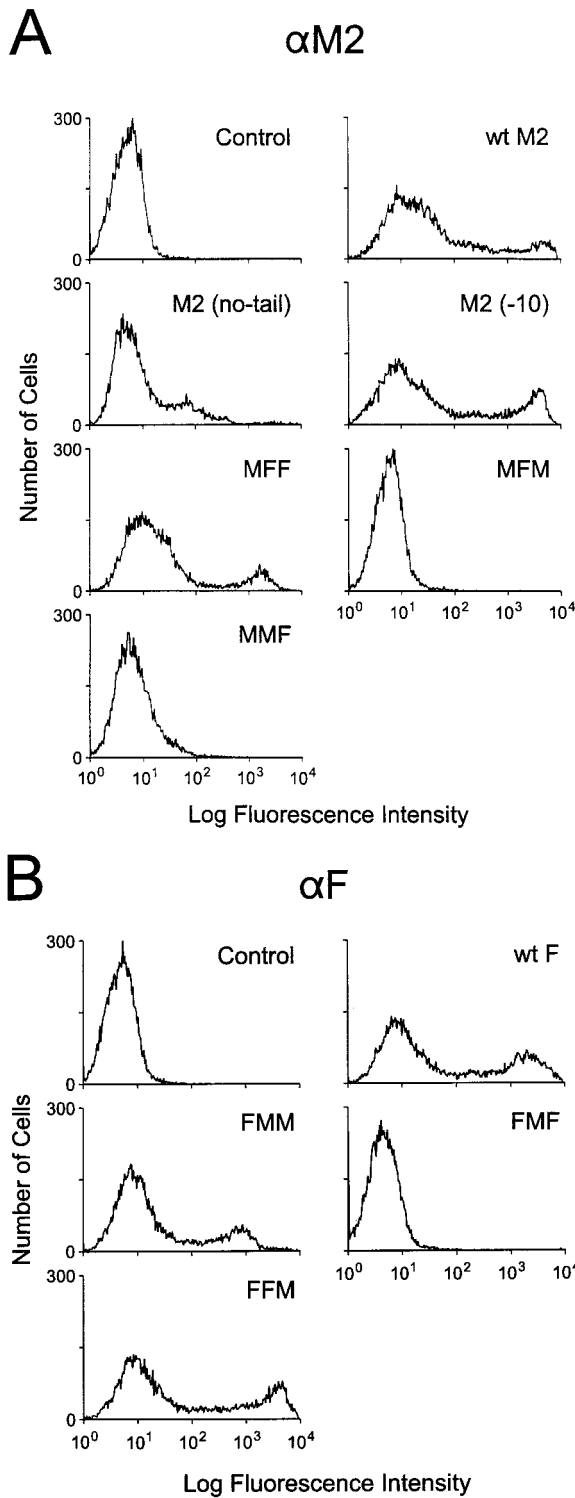 A
αM2
300
Control
wt M2
0
300
M2 (no-tail)
M2 (-10)
0
300
MFF
MFM
0
10⁰ 10¹ 10² 10³ 10⁴
300
MMF
0
10⁰ 10¹ 10² 10³ 10⁴
Number of Cells
Log Fluorescence Intensity
B
αF
300
Control
wt F
0
300
FMM
FMF
0
10⁰ 10¹ 10² 10³ 10⁴
300
FFM
0
10⁰ 10¹ 10² 10³ 10⁴
Number of Cells
Log Fluorescence Intensity